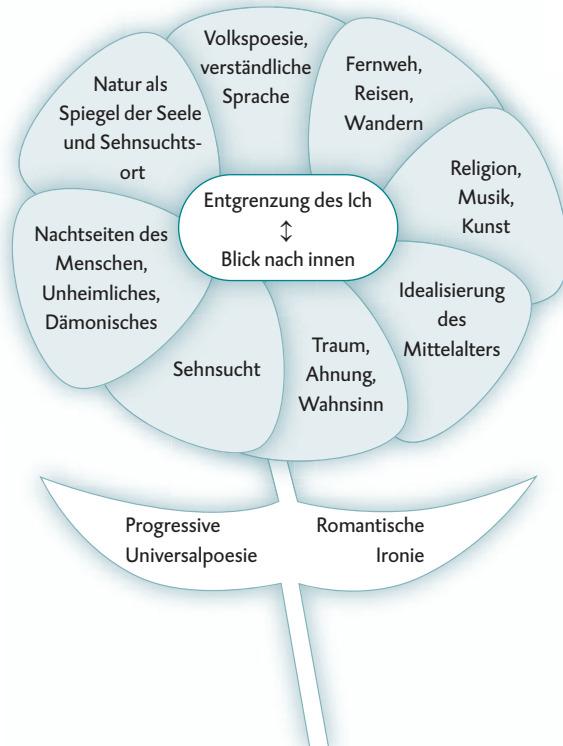 Volkspoesie,
verständliche
Sprache
Fernweh,
Reisen,
Wandern
Religion,
Musik,
Kunst
Idealisierung
des
Mittelalters
Traum,
Ahnung,
Wahnsinn
Sehnsucht
Nachtseiten des
Menschen,
Unheimliches,
Dämonisches
Natur als
Spiegel der Seele
und Sehnsuchts-
ort
Entgrenzung des Ich
↕
Blick nach innen
Progressive
Universalpoesie
Romantische
Ironie